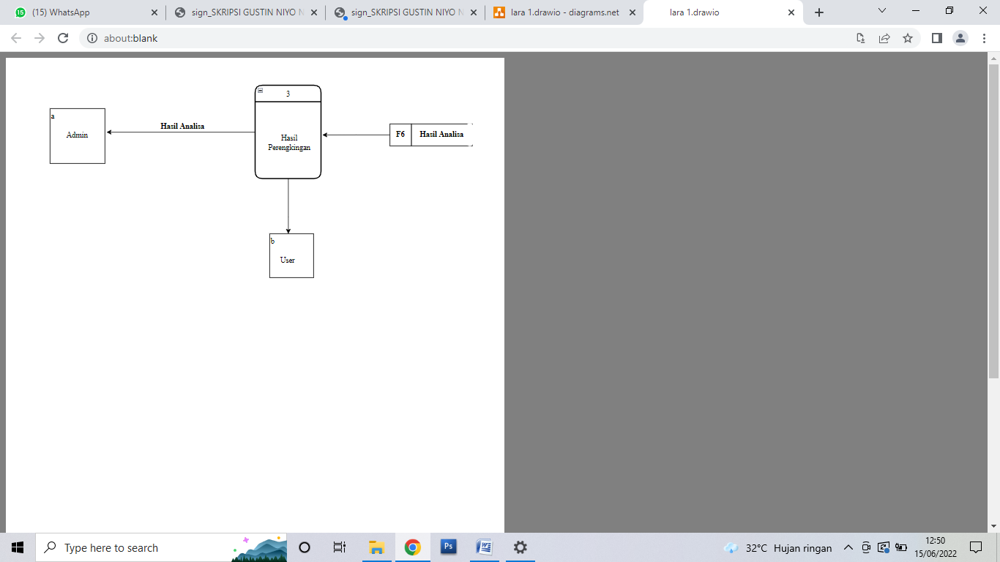 (15) WhatsApp
sign_SKRIPSI GUSTIN NIYO N
sign_SKRIPSI GUSTIN NIYO N
lara 1.drawio - diagrams.net
lara 1.drawio
about:blank
3
a
Admin
Hasil Analisa
Hasil
Perengkingan
F6
Hasil Analisa
b
User
Type here to search
Ps
32°C Hujan ringan
12:50
15/06/2022